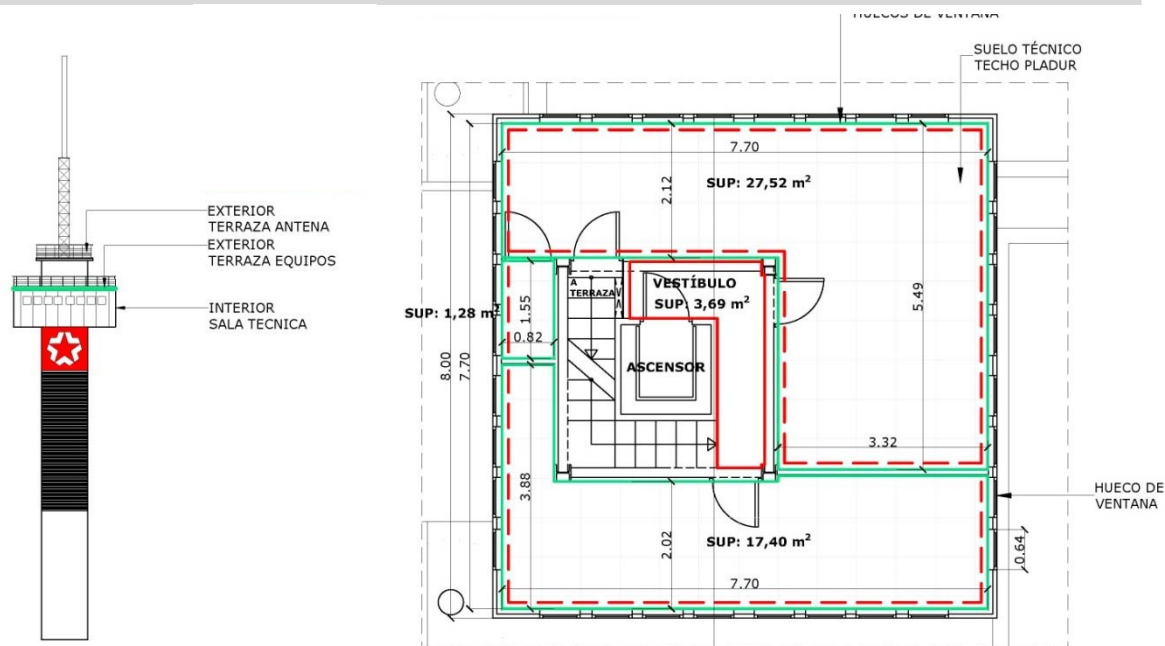 HUECOS DE VENTANA
SUELO TÉCNICO
TECHO PLADUR
EXTERIOR
TERRAZA ANTENA
EXTERIOR
TERRAZA EQUIPOS
INTERIOR
SALA TECNICA
7.70
2.12
SUP: 27,52 m²
A
TERRAZA
VESTÍBULO
SUP: 3,69 m²
SUP: 1,28 m²
1.55
0.82
5.49
8.00
7.70
ASCENSOR
3.32
3.88
HUECO DE
VENTANA
2.02
SUP: 17,40 m²
0.64
7.70